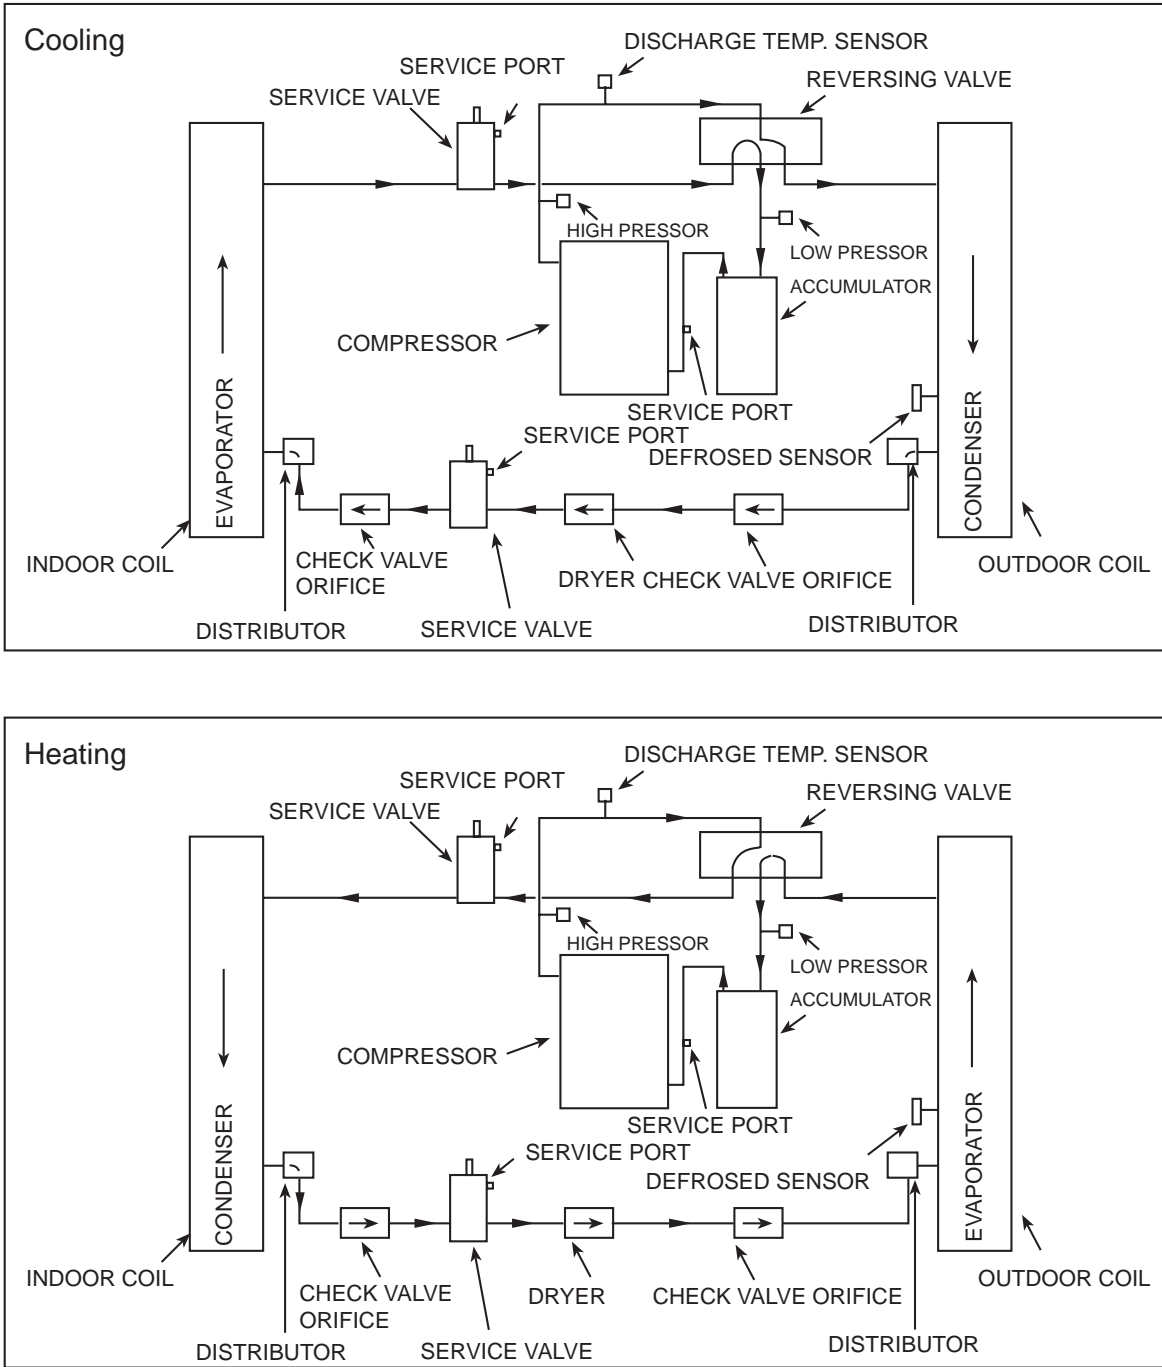 Cooling
DISCHARGE TEMP. SENSOR
SERVICE PORT
REVERSING VALVE
SERVICE VALVE
HIGH PRESSOR
LOW PRESSOR
ACCUMULATOR
COMPRESSOR
EVAPORATOR
SERVICE PORT
SERVICE PORT
DEFROSED SENSOR
CONDENSER
INDOOR COIL
CHECK VALVE
ORIFICE
DRYER
CHECK VALVE ORIFICE
OUTDOOR COIL
DISTRIBUTOR
SERVICE VALVE
DISTRIBUTOR
Heating
DISCHARGE TEMP. SENSOR
SERVICE PORT
REVERSING VALVE
SERVICE VALVE
HIGH PRESSOR
LOW PRESSOR
ACCUMULATOR
COMPRESSOR
CONDENSER
SERVICE PORT
SERVICE PORT
DEFROSED SENSOR
EVAPORATOR
INDOOR COIL
CHECK VALVE
ORIFICE
DRYER
CHECK VALVE ORIFICE
OUTDOOR COIL
DISTRIBUTOR
SERVICE VALVE
DISTRIBUTOR